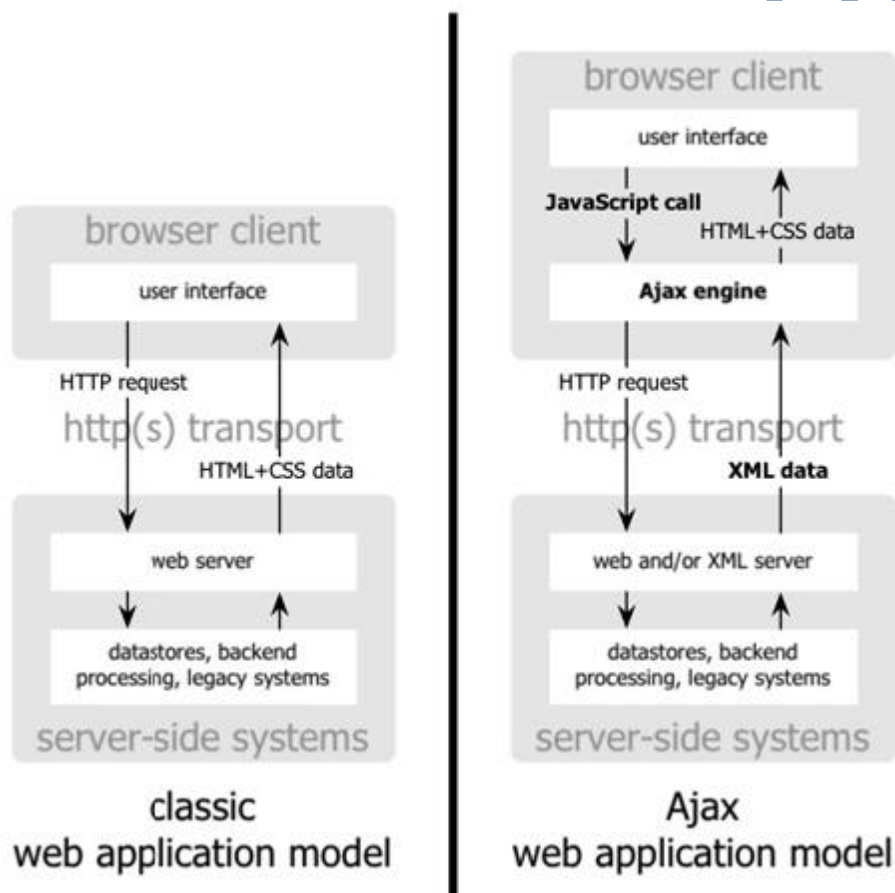 browser client
user interface
HTTP request
http(s) transport
HTML+CSS data
web server
datastores, backend
processing, legacy systems
server-side systems
classic
web application model
browser client
user interface
JavaScript call
HTML+CSS data
Ajax engine
HTTP request
http(s) transport
XML data
web and/or XML server
datastores, backend
processing, legacy systems
server-side systems
Ajax
web application model